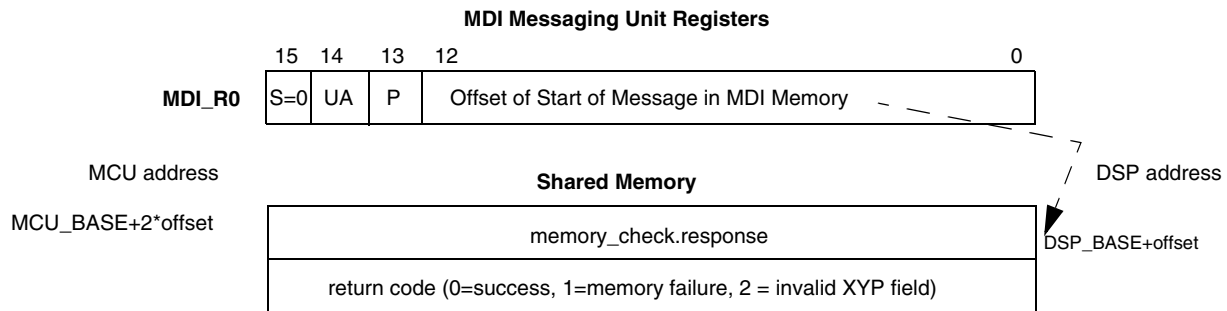 MDI Messaging Unit Registers
15 14 13 12 0
MDI_R0 S=0 UA P Offset of Start of Message in MDI Memory
MCU address Shared Memory DSP address
MCU_BASE+2*offset memory_check.response DSP_BASE+offset
return code (0=success, 1=memory failure, 2 = invalid XYP field)